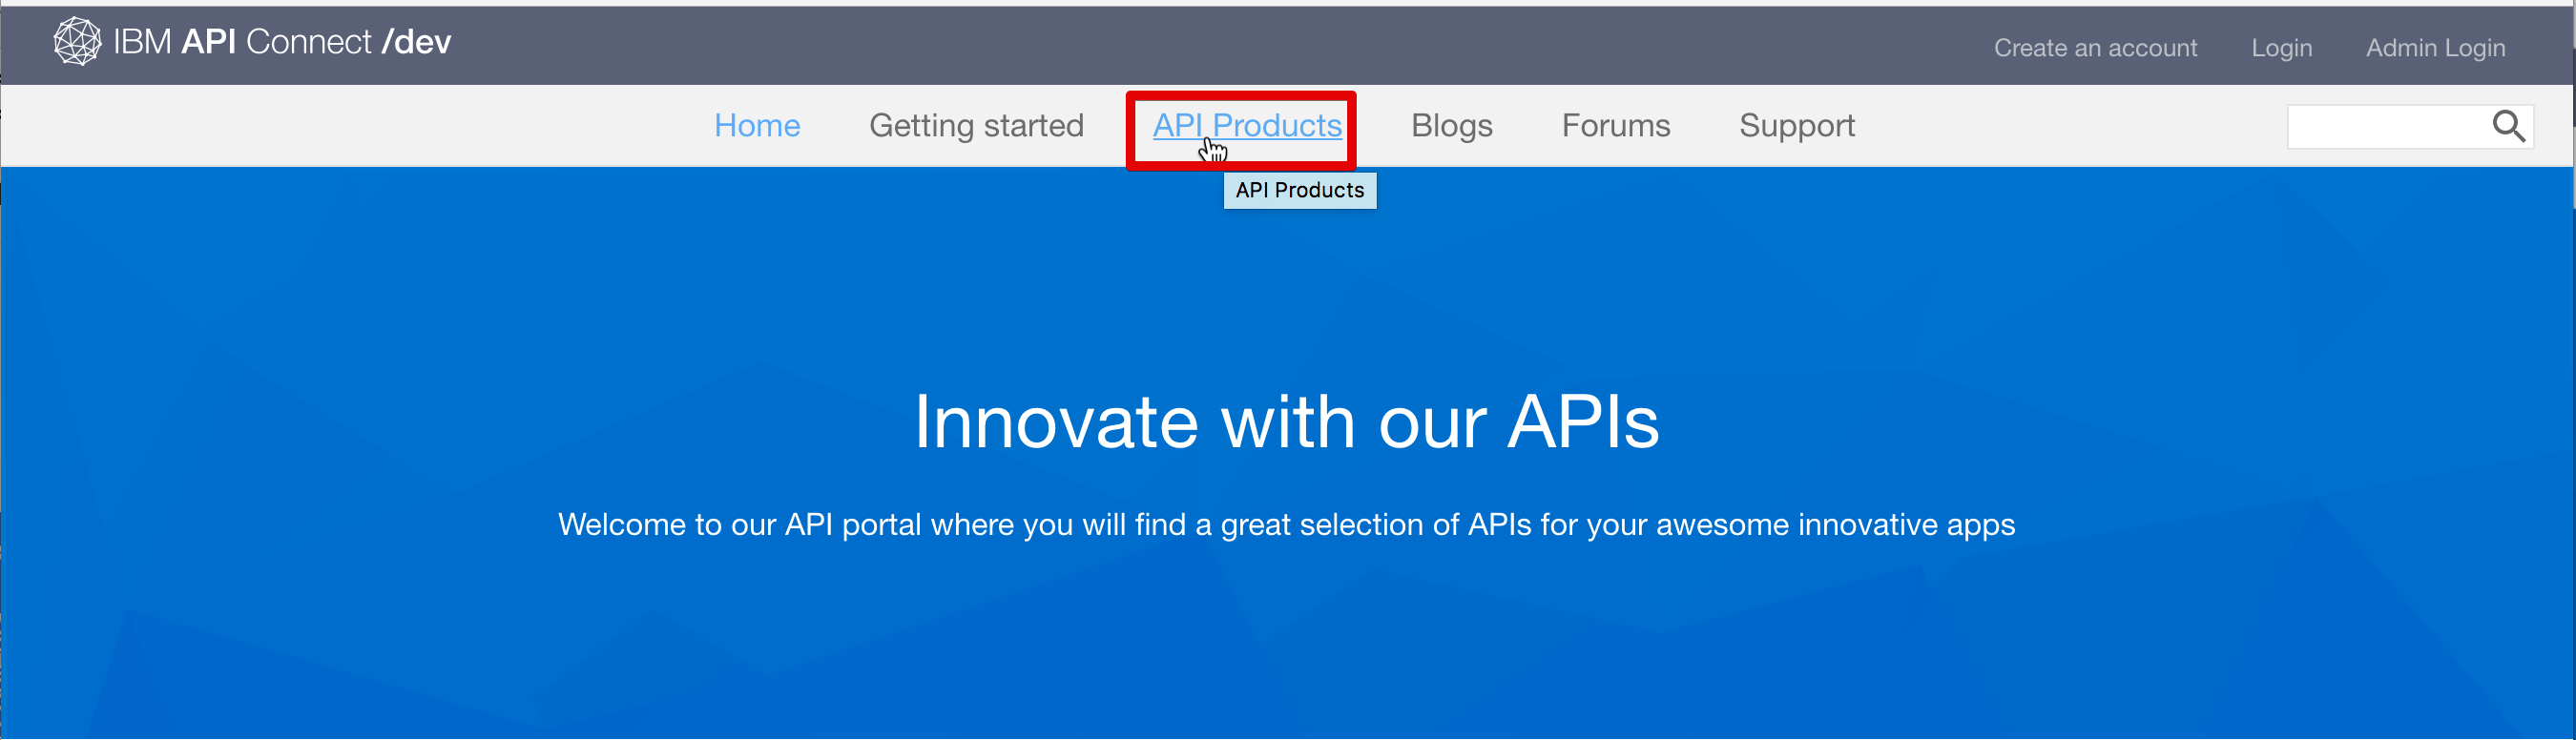 IBM API Connect /dev
Create an account Login Admin Login
Home Getting started API Products Blogs Forums Support
API Products
Innovate with our APIs
Welcome to our API portal where you will find a great selection of APIs for your awesome innovative apps